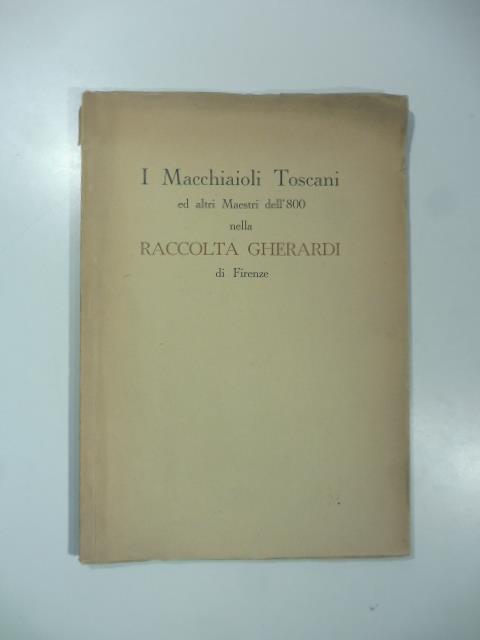 I Macchiaioli Toscani
ed altri Maestri dell'800
nella
RACCOLTA GHERARDI
di Firenze